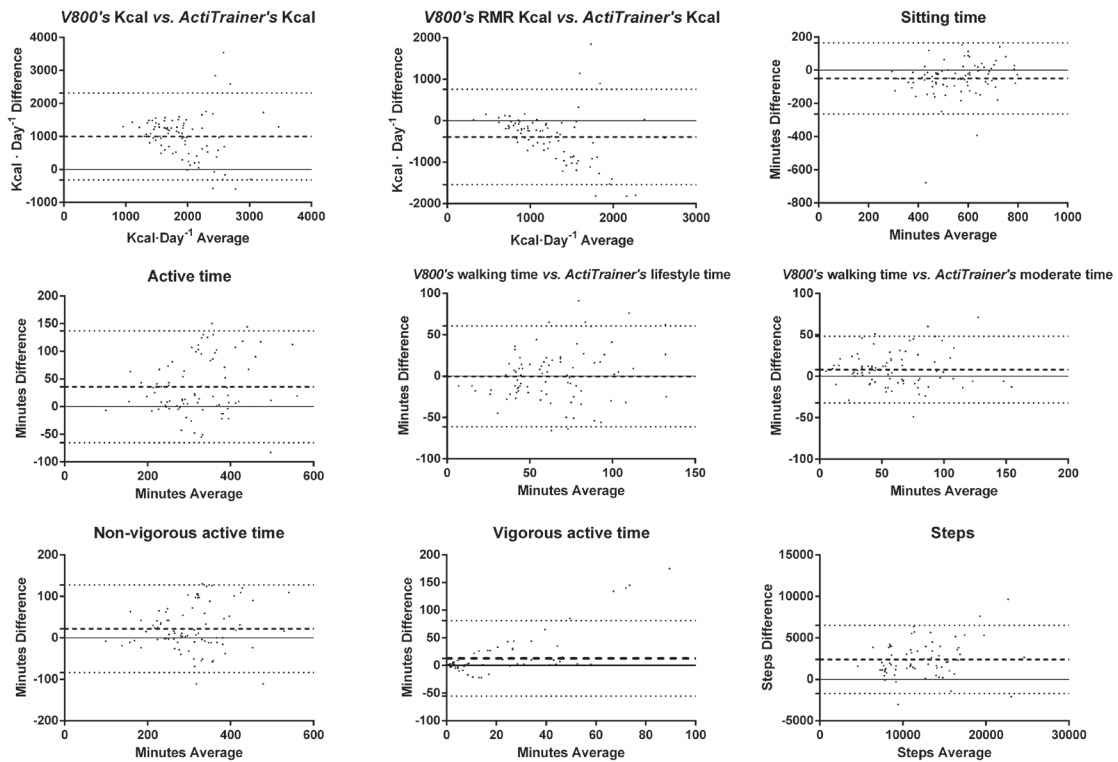 V800's Kcal vs. ActiTrainer's Kcal
Kcal · Day-1 Difference
4000
3000
2000
1000
0
-1000
0 1000 2000 3000 4000
Kcal·Day-1 Average
V800's RMR Kcal vs. ActiTrainer's Kcal
Kcal · Day-1 Difference
2000
1000
0
-1000
-2000
0 1000 2000 3000
Kcal·Day-1 Average
Sitting time
Minutes Difference
200
0
-200
-400
-600
-800
0 200 400 600 800 1000
Minutes Average
Active time
Minutes Difference
200
150
100
50
0
-50
-100
0 200 400 600
Minutes Average
V800's walking time vs. ActiTrainer's lifestyle time
Minutes Difference
100
50
0
-50
-100
0 50 100 150
Minutes Average
V800's walking time vs. ActiTrainer's moderate time
Minutes Difference
100
50
0
-50
-100
0 50 100 150 200
Minutes Average
Non-vigorous active time
Minutes Difference
200
100
0
-100
-200
0 200 400 600
Minutes Average
Vigorous active time
Minutes Difference
200
150
100
50
0
-50
-100
0 20 40 60 80 100
Minutes Average
Steps
Steps Difference
15000
10000
5000
0
-5000
0 10000 20000 30000
Steps Average